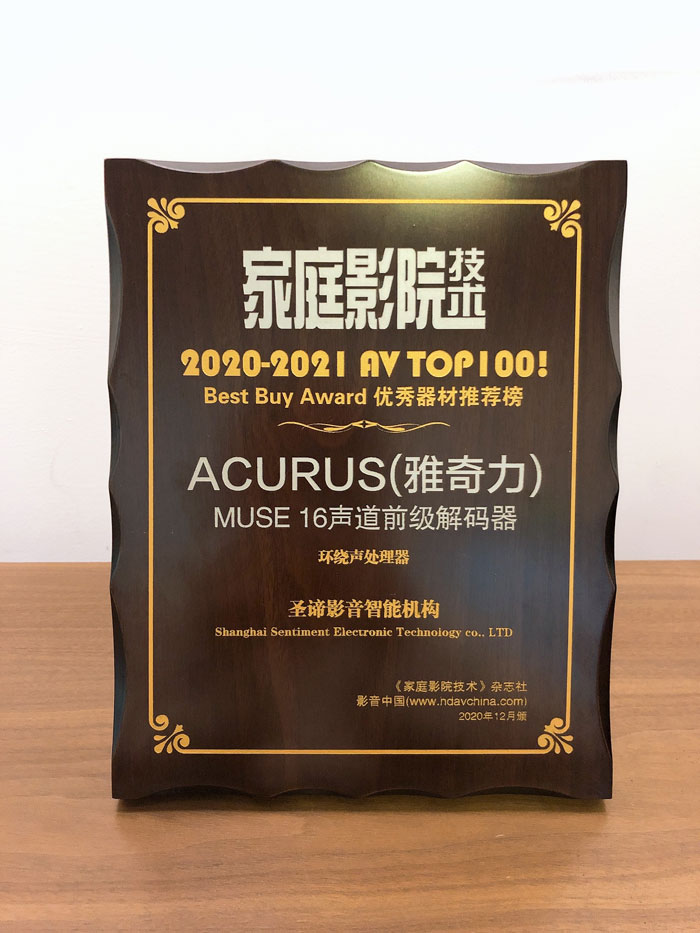 家庭影院技术
2020-2021 AV TOP100!
Best Buy Award 优秀器材推荐榜
ACURUS(雅奇力)
MUSE 16声道前级解码器
环绕声处理器
圣谛影音智能机构
Shanghai Sentiment Electronic Technology co., LTD
《家庭影院技术》杂志社
影音中国(www.hdavchina.com)
2020年12月颁